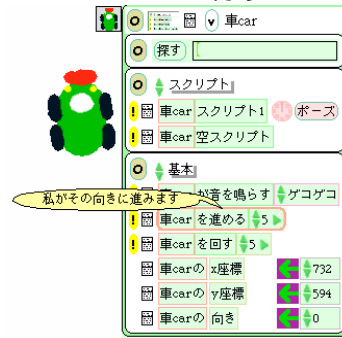 車car
探す
スクリプト
! 車car スクリプト1 ポーズ
! 車car 空スクリプト
基本
が音を鳴らす ゲコゲコ
私がその向きに進みます
! 車car を進める 5
! 車car を回す 5
車carの x座標 732
車carの y座標 594
車carの 向き 0